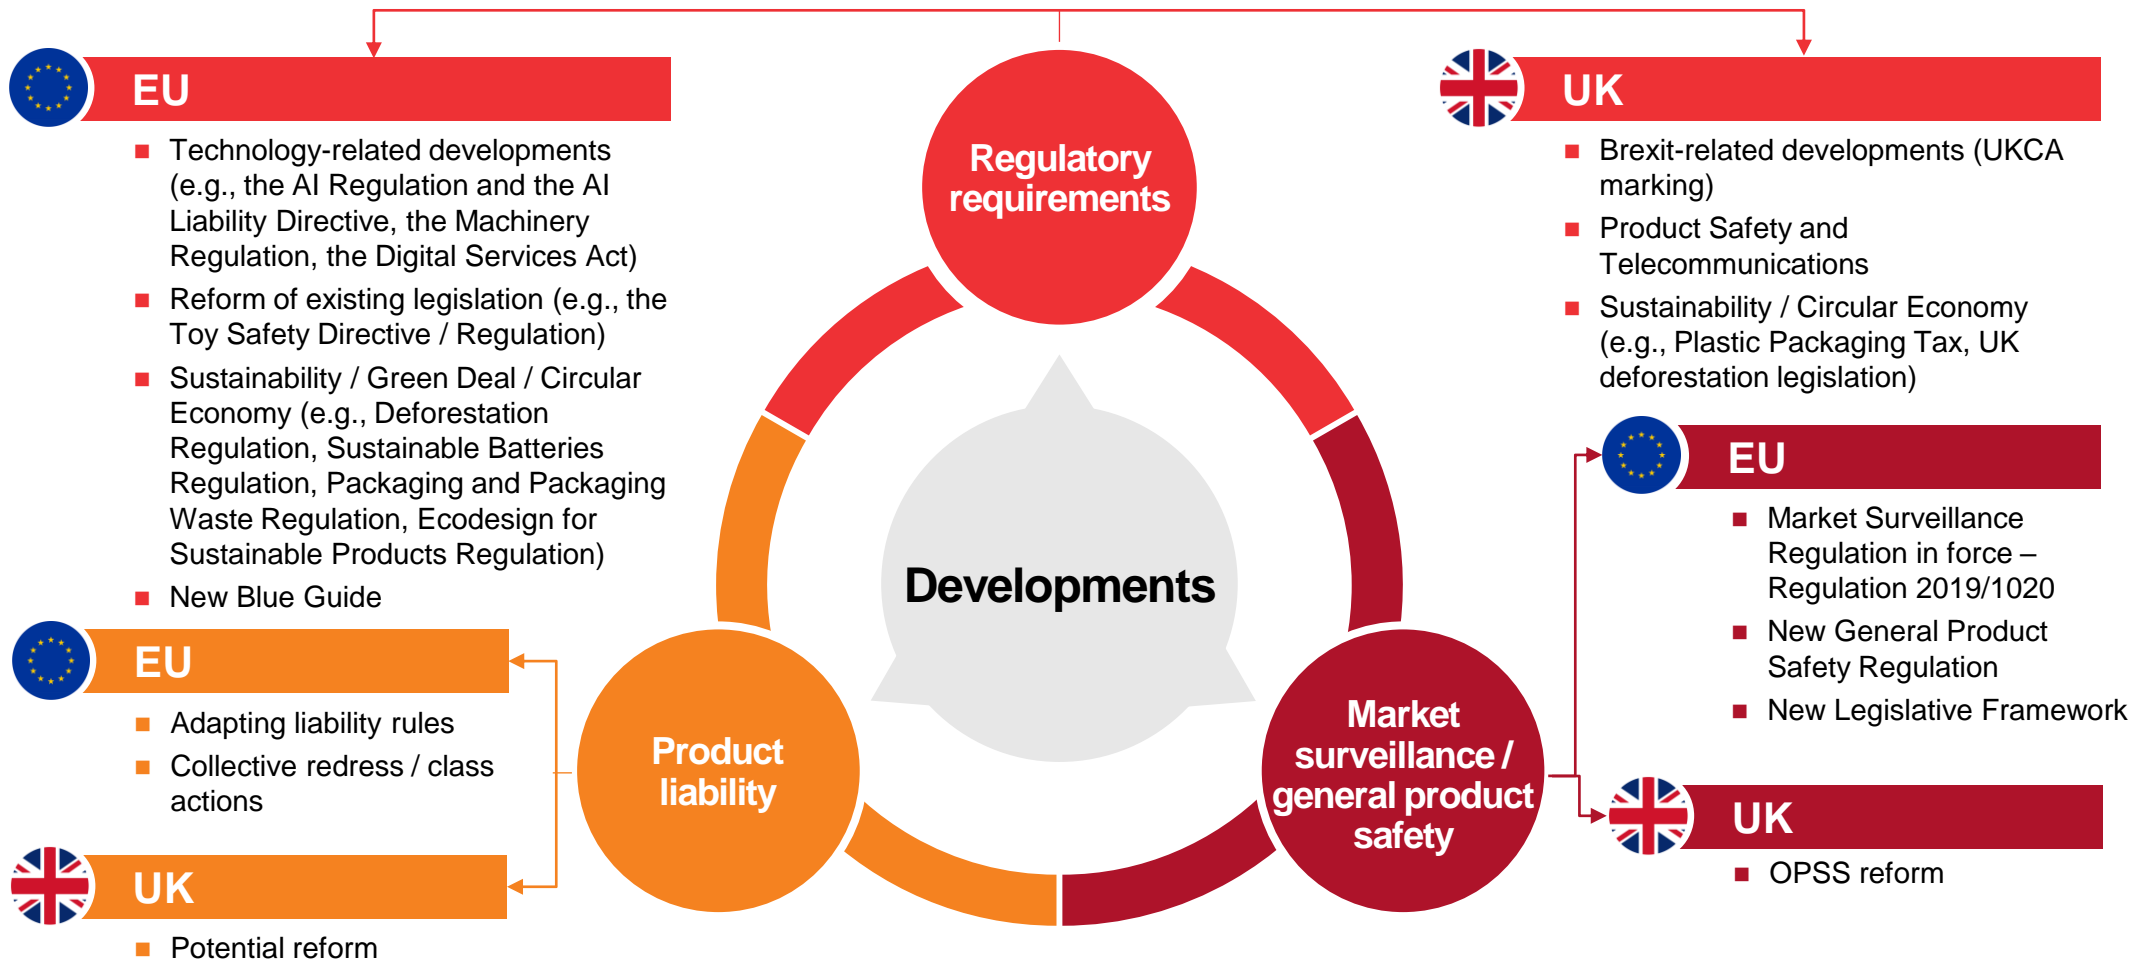 EU
Technology-related developments
(e.g., the AI Regulation and the AI
Liability Directive, the Machinery
Regulation, the Digital Services Act)
Reform of existing legislation (e.g., the
Toy Safety Directive / Regulation)
Sustainability / Green Deal / Circular
Economy (e.g., Deforestation
Regulation, Sustainable Batteries
Regulation, Packaging and Packaging
Waste Regulation, Ecodesign for
Sustainable Products Regulation)
New Blue Guide
Regulatory
requirements
UK
Brexit-related developments (UKCA
marking)
Product Safety and
Telecommunications
Sustainability / Circular Economy
(e.g., Plastic Packaging Tax, UK
deforestation legislation)
Developments
EU
Adapting liability rules
Collective redress / class
actions
UK
Potential reform
Product
liability
Market
surveillance /
general product
safety
EU
Market Surveillance
Regulation in force –
Regulation 2019/1020
New General Product
Safety Regulation
New Legislative Framework
UK
OPSS reform